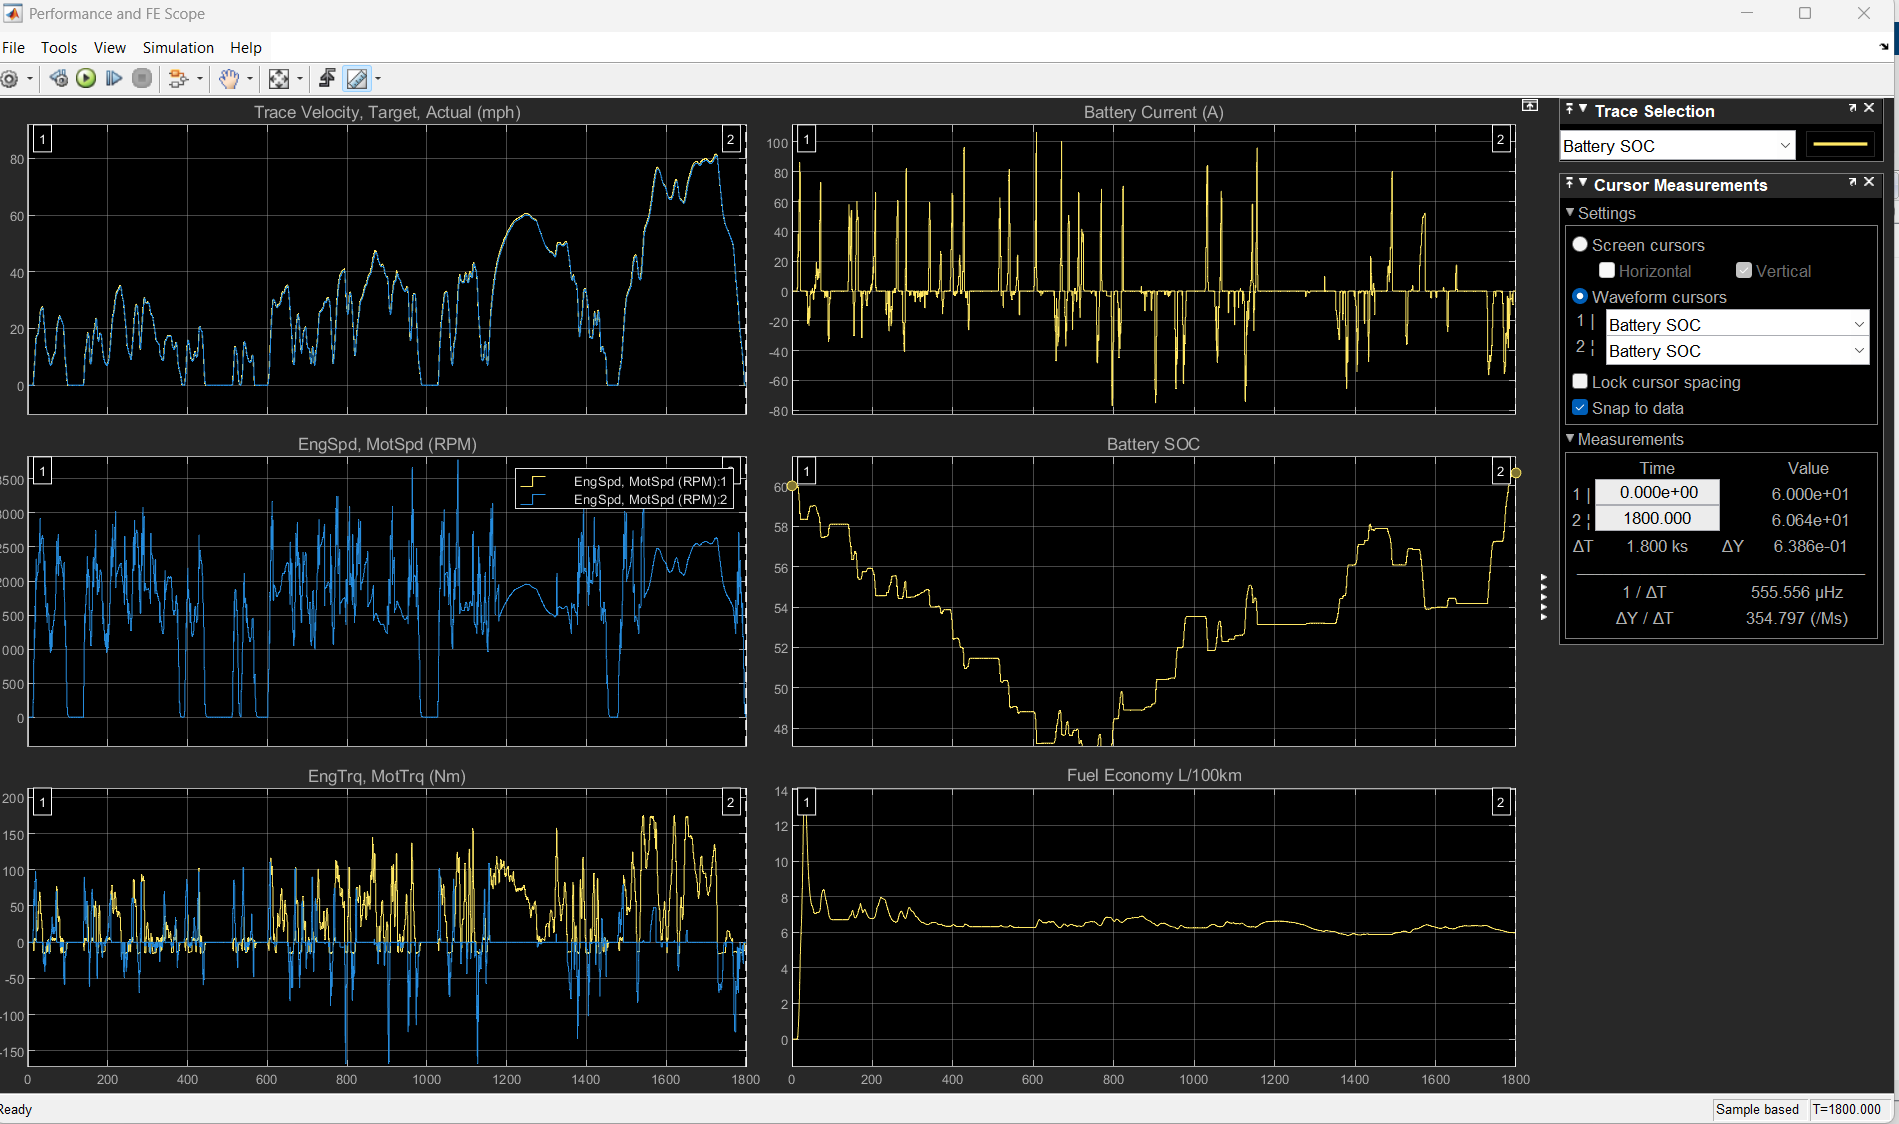 Performance and FE Scope
File Tools View Simulation Help
Trace Velocity, Target, Actual (mph)
1
2
80
60
40
20
0
Battery Current (A)
1
2
100
80
60
40
20
0
-20
-40
-60
-80
EngSpd, MotSpd (RPM)
1
EngSpd, MotSpd (RPM):1
EngSpd, MotSpd (RPM):2
3500
3000
2500
2000
500
000
500
0
Battery SOC
1
2
60
58
56
54
52
50
48
EngTrq, MotTrq (Nm)
1
2
200
150
100
50
0
-50
-100
-150
0 200 400 600 800 1000 1200 1400 1600 1800
Fuel Economy L/100km
1
2
14
12
10
8
6
4
2
0
0 200 400 600 800 1000 1200 1400 1600 1800
Trace Selection
Battery SOC
Cursor Measurements
Settings
Screen cursors
Horizontal Vertical
Waveform cursors
1 | Battery SOC
2 ¦ Battery SOC
Lock cursor spacing
Snap to data
Measurements
Time Value
1 | 0.000e+00 6.000e+01
2 ¦ 1800.000 6.064e+01
ΔT 1.800 ks ΔY 6.386e-01
1 / ΔT 555.556 µHz
ΔY / ΔT 354.797 (/Ms)
Ready
Sample based T=1800.000